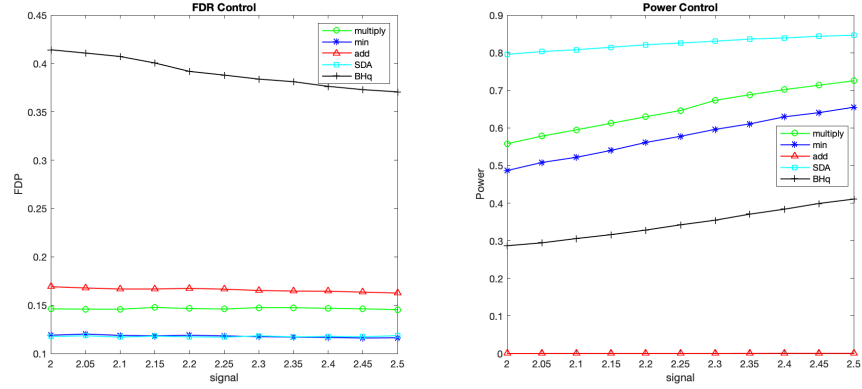 FDR Control
0.45
0.4
0.35
0.3
0.25
0.2
0.15
0.1
FDP
2 2.05 2.1 2.15 2.2 2.25 2.3 2.35 2.4 2.45 2.5
signal
multiply
min
add
SDA
BHq
Power Control
0.9
0.8
0.7
0.6
0.5
0.4
0.3
0.2
0.1
0
Power
2 2.05 2.1 2.15 2.2 2.25 2.3 2.35 2.4 2.45 2.5
signal
multiply
min
add
SDA
BHq